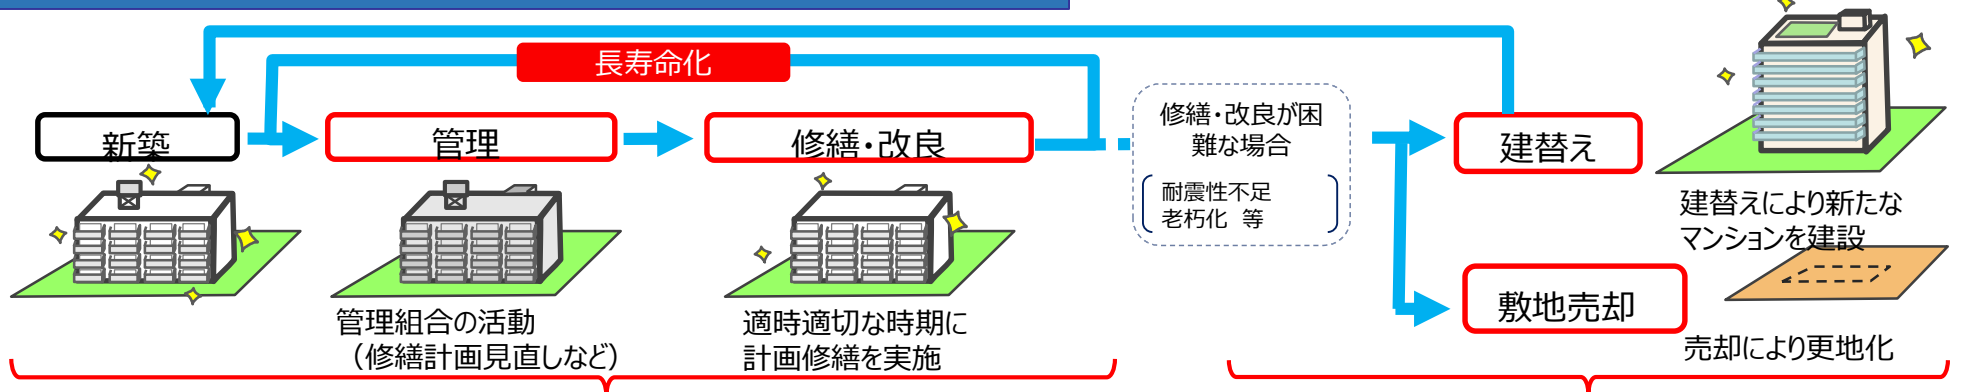 長寿命化
新築
管理
修繕・改良
修繕・改良が困
難な場合
耐震性不足
老朽化 等
建替え
敷地売却
管理組合の活動
（修繕計画見直しなど）
適時適切な時期に
計画修繕を実施
建替えにより新たな
マンションを建設
売却により更地化